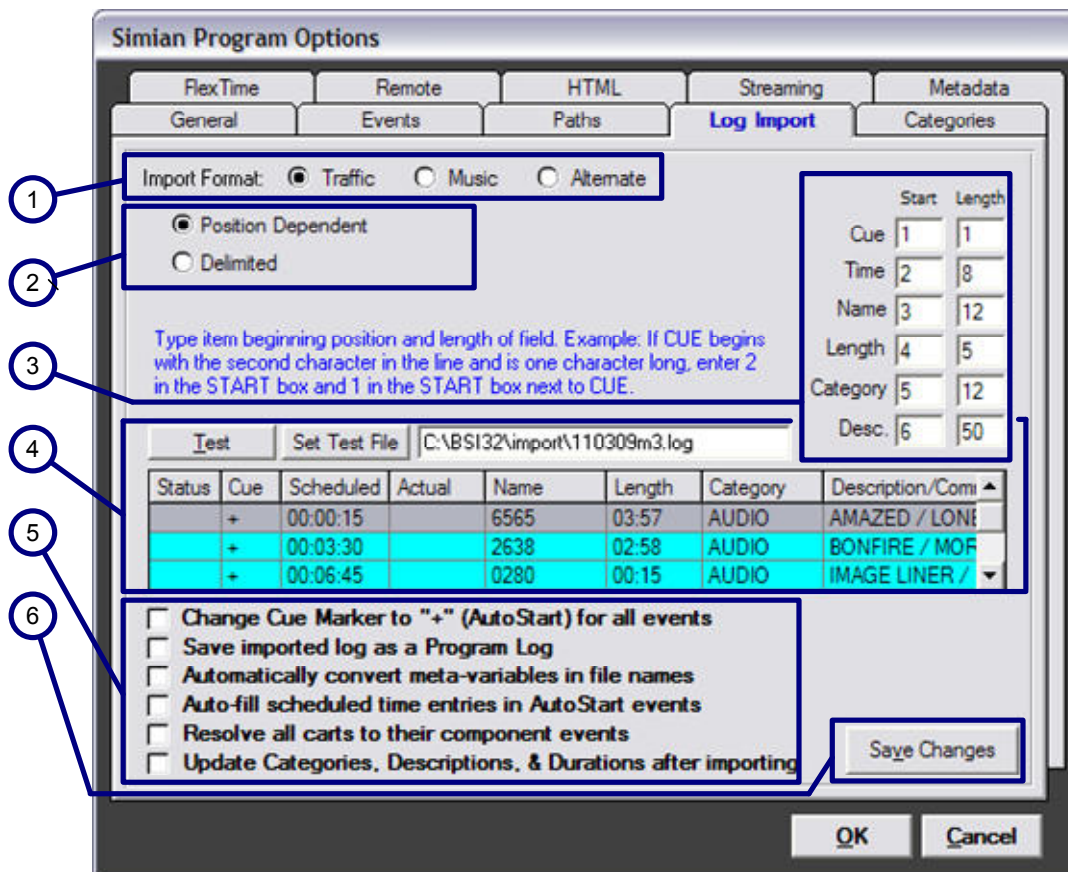 Simian Program Options
FlexTime Remote HTML Streaming Metadata
General Events Paths Log Import Categories
1
Import Format: Traffic Music Alternate
2
Position Dependent
Delimited
Start Length
Cue 1 1
Time 2 8
Name 3 12
Length 4 5
Category 5 12
Desc. 6 50
3
Type item beginning position and length of field. Example: If CUE begins
with the second character in the line and is one character long, enter 2
in the START box and 1 in the START box next to CUE.
4
Test Set Test File C:\BSI32\import\110309m3.log
Status Cue Scheduled Actual Name Length Category Description/Comm
+ 00:00:15 6565 03:57 AUDIO AMAZED / LONE
+ 00:03:30 2638 02:58 AUDIO BONFIRE / MOR
+ 00:06:45 0280 00:15 AUDIO IMAGE LINER /
5
Change Cue Marker to "+" (AutoStart) for all events
Save imported log as a Program Log
Automatically convert meta-variables in file names
Auto-fill scheduled time entries in AutoStart events
Resolve all carts to their component events
Update Categories, Descriptions, & Durations after importing
6
Save Changes
OK Cancel